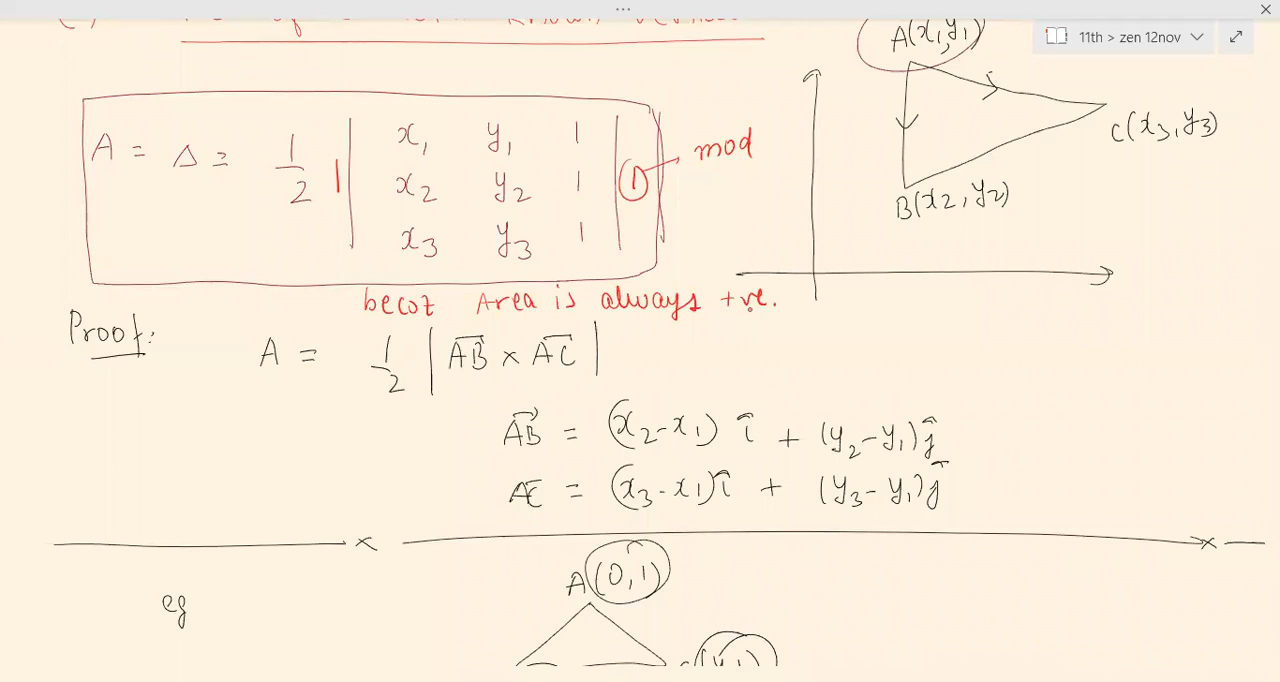 11th > zen 12nov
A(x₁, y₁)
C(x₃, y₃)
B(x₂, y₂)
A = Δ = 1/2 | | x₁ y₁ 1 | | mod
x₂ y₂ 1
x₃ y₃ 1
becoz Area is always +ve.
Proof:
A = 1/2 | AB × AC |
AB = (x₂-x₁) î + (y₂-y₁) ĵ
AC = (x₃-x₁) î + (y₃-y₁) ĵ
eg
A(0,1)